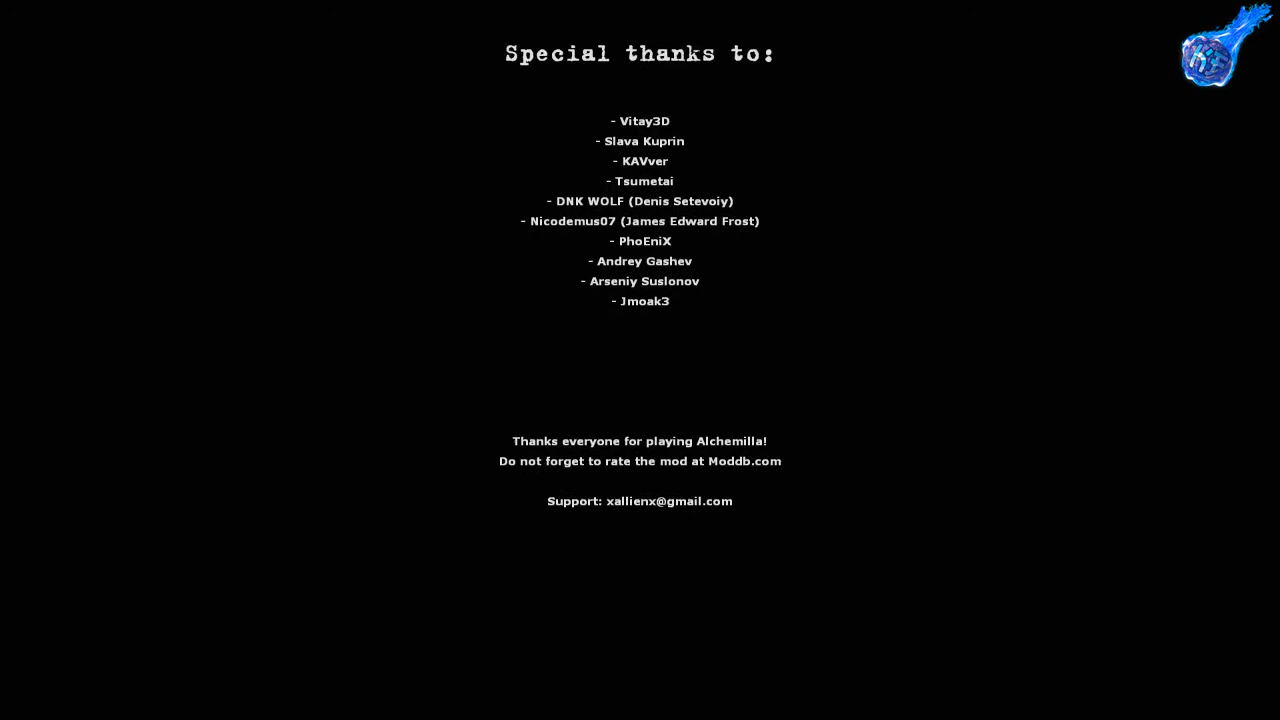 Special thanks to:
- Vitay3D
- Slava Kuprin
- KAVver
- Tsumetai
- DNK WOLF (Denis Setevoiy)
- Nicodemus07 (James Edward Frost)
- PhoEniX
- Andrey Gashev
- Arseniy Suslonov
- Jmoak3
Thanks everyone for playing Alchemilla!
Do not forget to rate the mod at Moddb.com
Support: xallienx@gmail.com